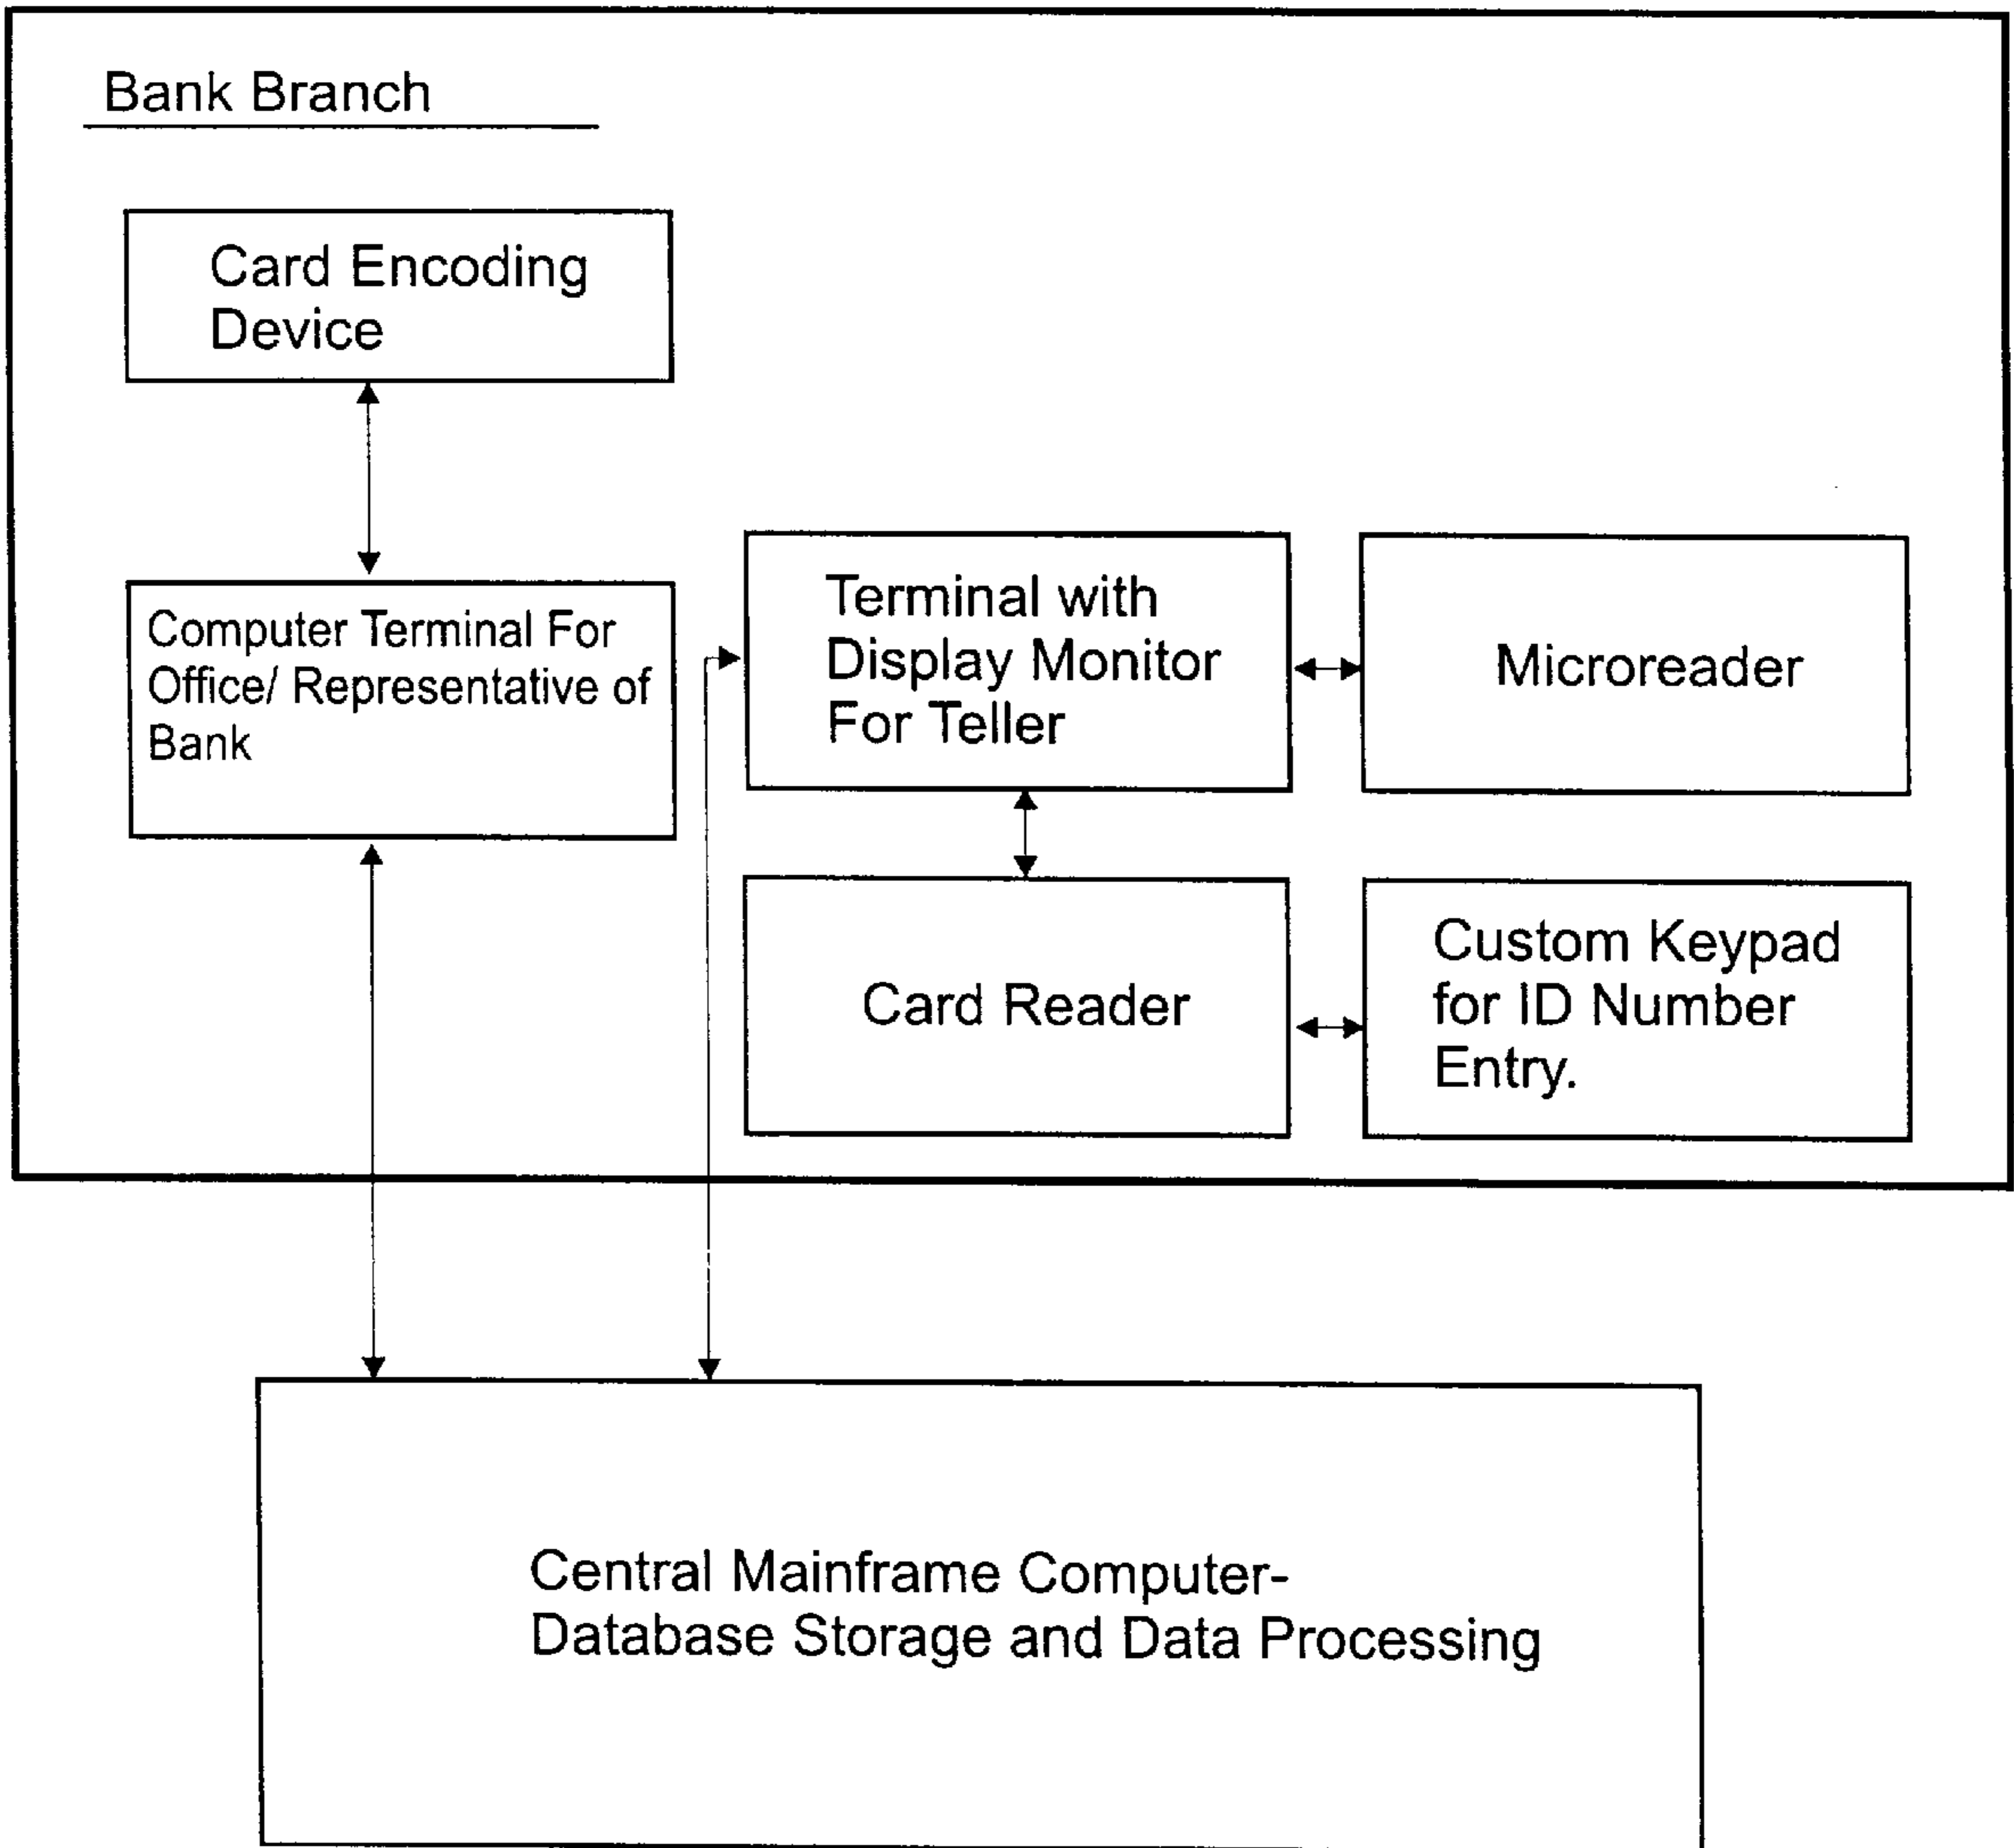 Bank Branch
Card Encoding
Device
Computer Terminal For
Office/ Representative of
Bank
Terminal with
Display Monitor
For Teller
Microreader
Card Reader
Custom Keypad
for ID Number
Entry.
Central Mainframe Computer-
Database Storage and Data Processing